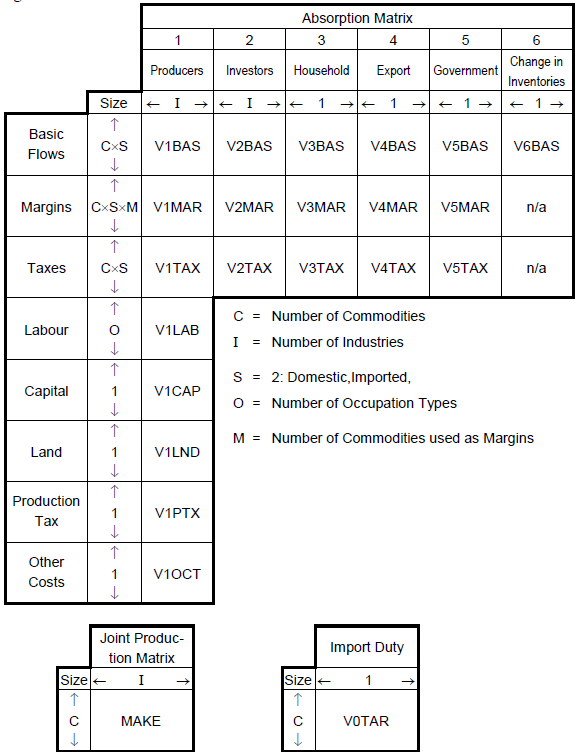 Absorption Matrix
1 2 3 4 5 6
Producers Investors Household Export Government Change in Inventories
Size ← I → ← I → ← 1 → ← 1 → ← 1 → ← 1 →
Basic Flows ↑ C×S ↓ V1BAS V2BAS V3BAS V4BAS V5BAS V6BAS
Margins ↑ C×S×M ↓ V1MAR V2MAR V3MAR V4MAR V5MAR n/a
Taxes ↑ C×S ↓ V1TAX V2TAX V3TAX V4TAX V5TAX n/a
Labour ↑ O ↓ V1LAB
C = Number of Commodities
I = Number of Industries
Capital ↑ 1 ↓ V1CAP
S = 2: Domestic,Imported,
O = Number of Occupation Types
Land ↑ 1 ↓ V1LND
M = Number of Commodities used as Margins
Production Tax ↑ 1 ↓ V1PTX
Other Costs ↑ 1 ↓ V1OCT
Joint Produc-
tion Matrix
Size ← I →
↑ C ↓ MAKE
Import Duty
Size ← 1 →
↑ C ↓ V0TAR